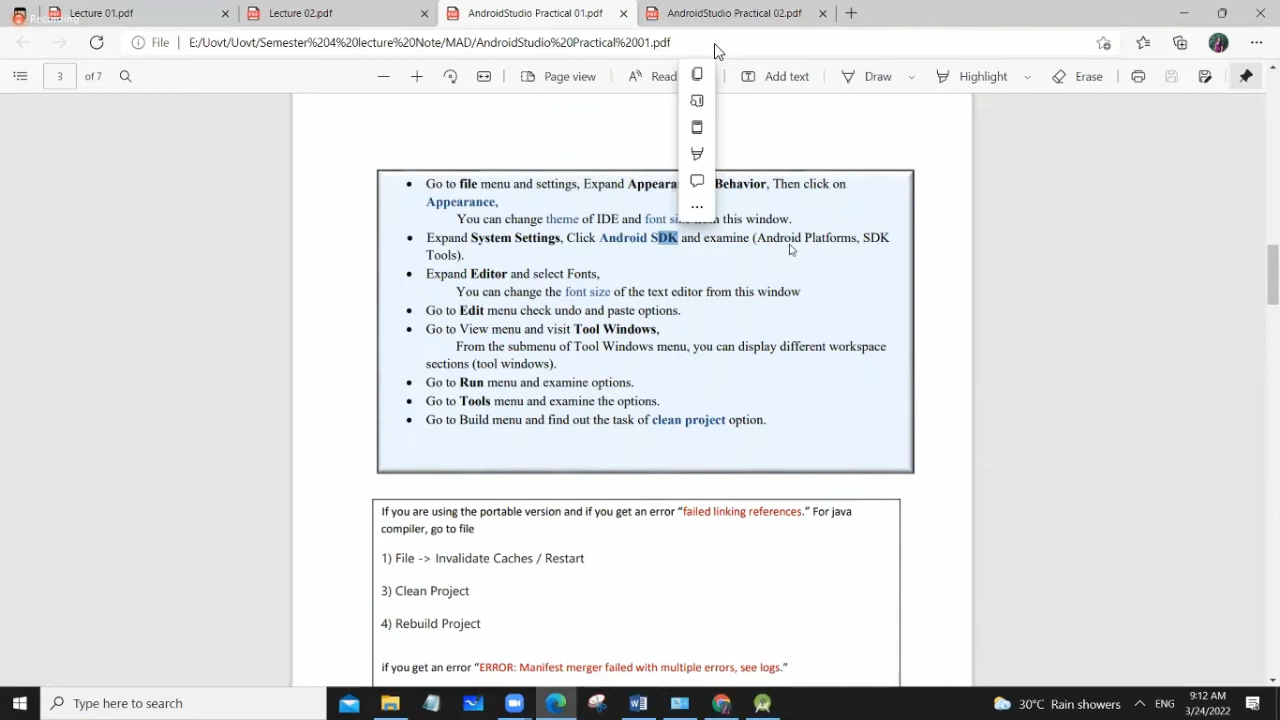 Recording
Lecture 01.pdf
Lecture 02.pdf
AndroidStudio Practical 01.pdf
AndroidStudio Practical 02.pdf
File
E:/Uovt/Uovt/Semester%204%20lecture%20Note/MAD/AndroidStudio%20Practical%2001.pdf
3 of 7
Page view
Read
Add text
Draw
Highlight
Erase
• Go to file menu and settings, Expand Appeara Behavior, Then click on
Appearance,
You can change theme of IDE and font size from this window.
• Expand System Settings, Click Android SDK and examine (Android Platforms, SDK
Tools).
• Expand Editor and select Fonts,
You can change the font size of the text editor from this window
• Go to Edit menu check undo and paste options.
• Go to View menu and visit Tool Windows,
From the submenu of Tool Windows menu, you can display different workspace
sections (tool windows).
• Go to Run menu and examine options.
• Go to Tools menu and examine the options.
• Go to Build menu and find out the task of clean project option.
If you are using the portable version and if you get an error “failed linking references.” For java
compiler, go to file
1) File -> Invalidate Caches / Restart
3) Clean Project
4) Rebuild Project
if you get an error “ERROR: Manifest merger failed with multiple errors, see logs.”
Type here to search
30°C Rain showers
ENG
9:12 AM
3/24/2022